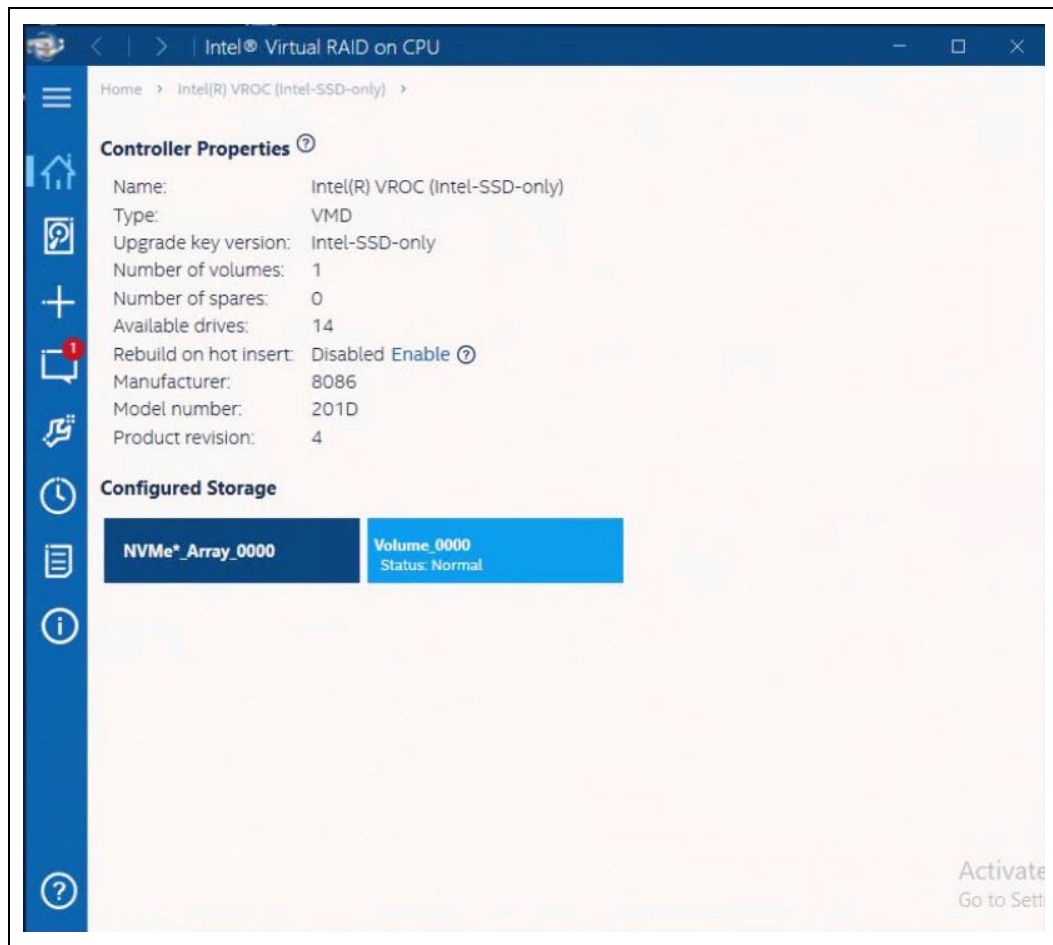 Intel® Virtual RAID on CPU
Home > Intel(R) VROC (Intel-SSD-only) >
Controller Properties ?
Name: Intel(R) VROC (Intel-SSD-only)
Type: VMD
Upgrade key version: Intel-SSD-only
Number of volumes: 1
Number of spares: 0
Available drives: 14
Rebuild on hot insert: Disabled Enable ?
Manufacturer: 8086
Model number: 201D
Product revision: 4
1
Configured Storage
NVMe*_Array_0000
Volume_0000
Status: Normal
Activate
Go to Sett